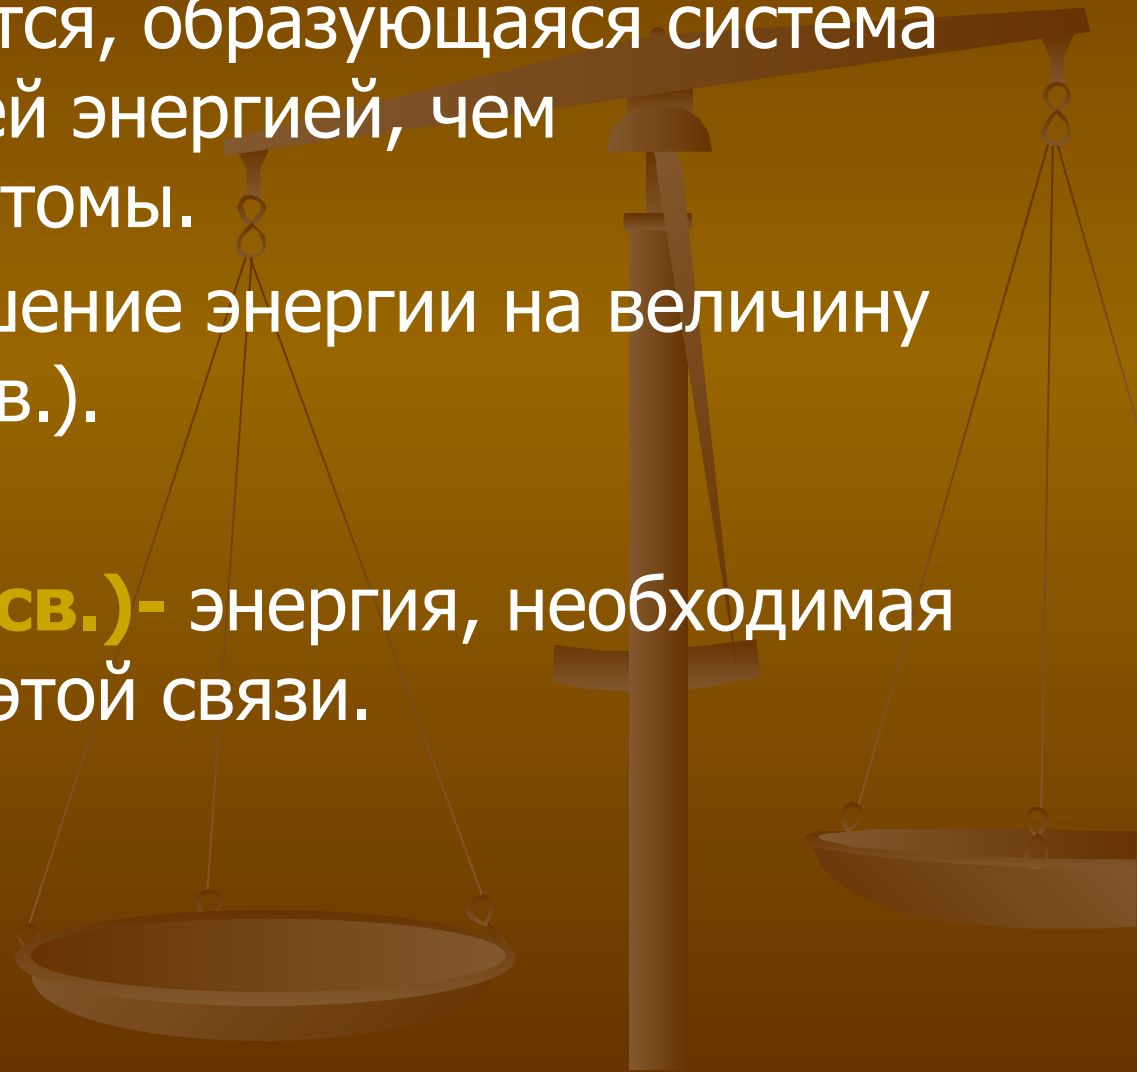 тся, образующаяся система
ей энергией, чем
томы.
шение энергии на величину
в.).
св.)- энергия, необходимая
этой связи.